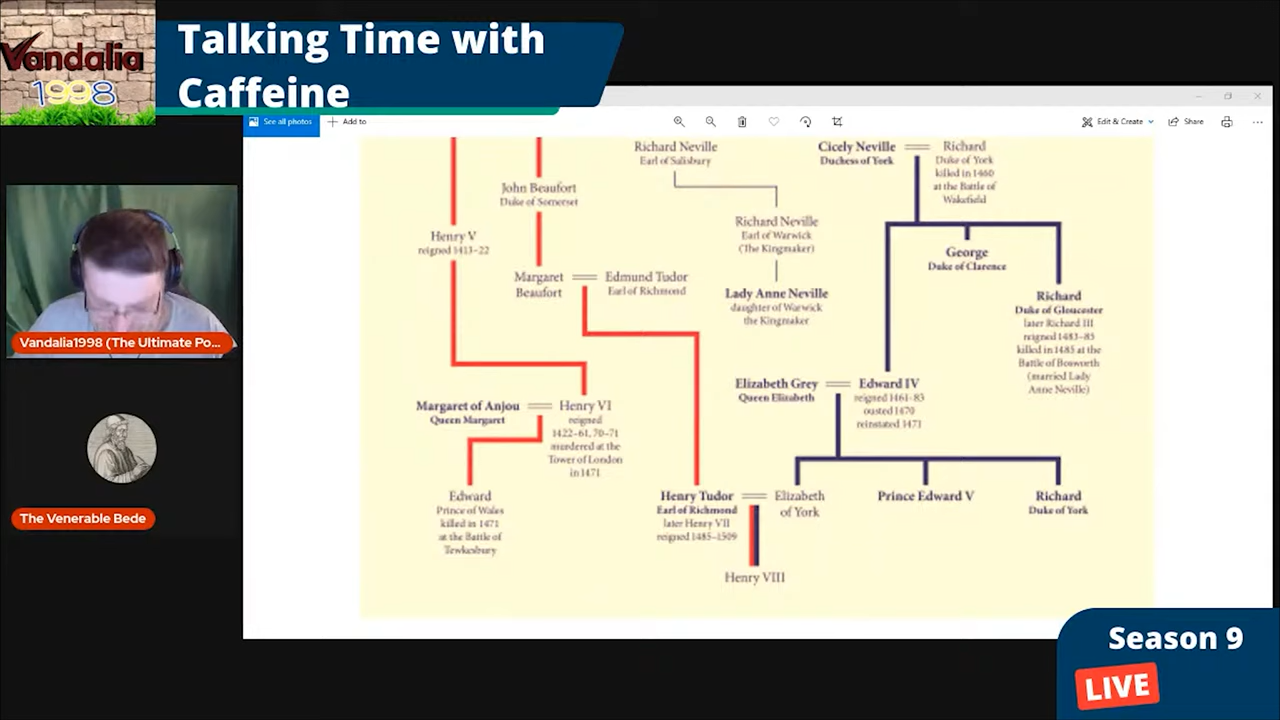 Vandalia
1998
Talking Time with
Caffeine
See all photos
Add to
Edit & Create
Share
Richard Neville
Earl of Salisbury
Cicely Neville
Duchess of York
Richard
Duke of York
killed in 1460
at the Battle of
Wakefield
John Beaufort
Duke of Somerset
Henry V
reigned 1413–22
Richard Neville
Earl of Warwick
(The Kingmaker)
George
Duke of Clarence
Margaret
Beaufort
Edmund Tudor
Earl of Richmond
Lady Anne Neville
daughter of Warwick
the Kingmaker
Richard
Duke of Gloucester
later Richard III
reigned 1483–85
killed in 1485 at the
Battle of Bosworth
(married Lady
Anne Neville)
Elizabeth Grey
Queen Elizabeth
Edward IV
reigned 1461–83
ousted 1470
reinstated 1471
Margaret of Anjou
Queen Margaret
Henry VI
reigned
1422–61, 70–71
murdered at the
Tower of London
in 1471
Edward
Prince of Wales
killed in 1471
at the Battle of
Tewkesbury
Henry Tudor
Earl of Richmond
later Henry VII
reigned 1485–1509
Elizabeth
of York
Prince Edward V
Richard
Duke of York
Henry VIII
Vandalia1998 (The Ultimate Po...
The Venerable Bede
Season 9
LIVE